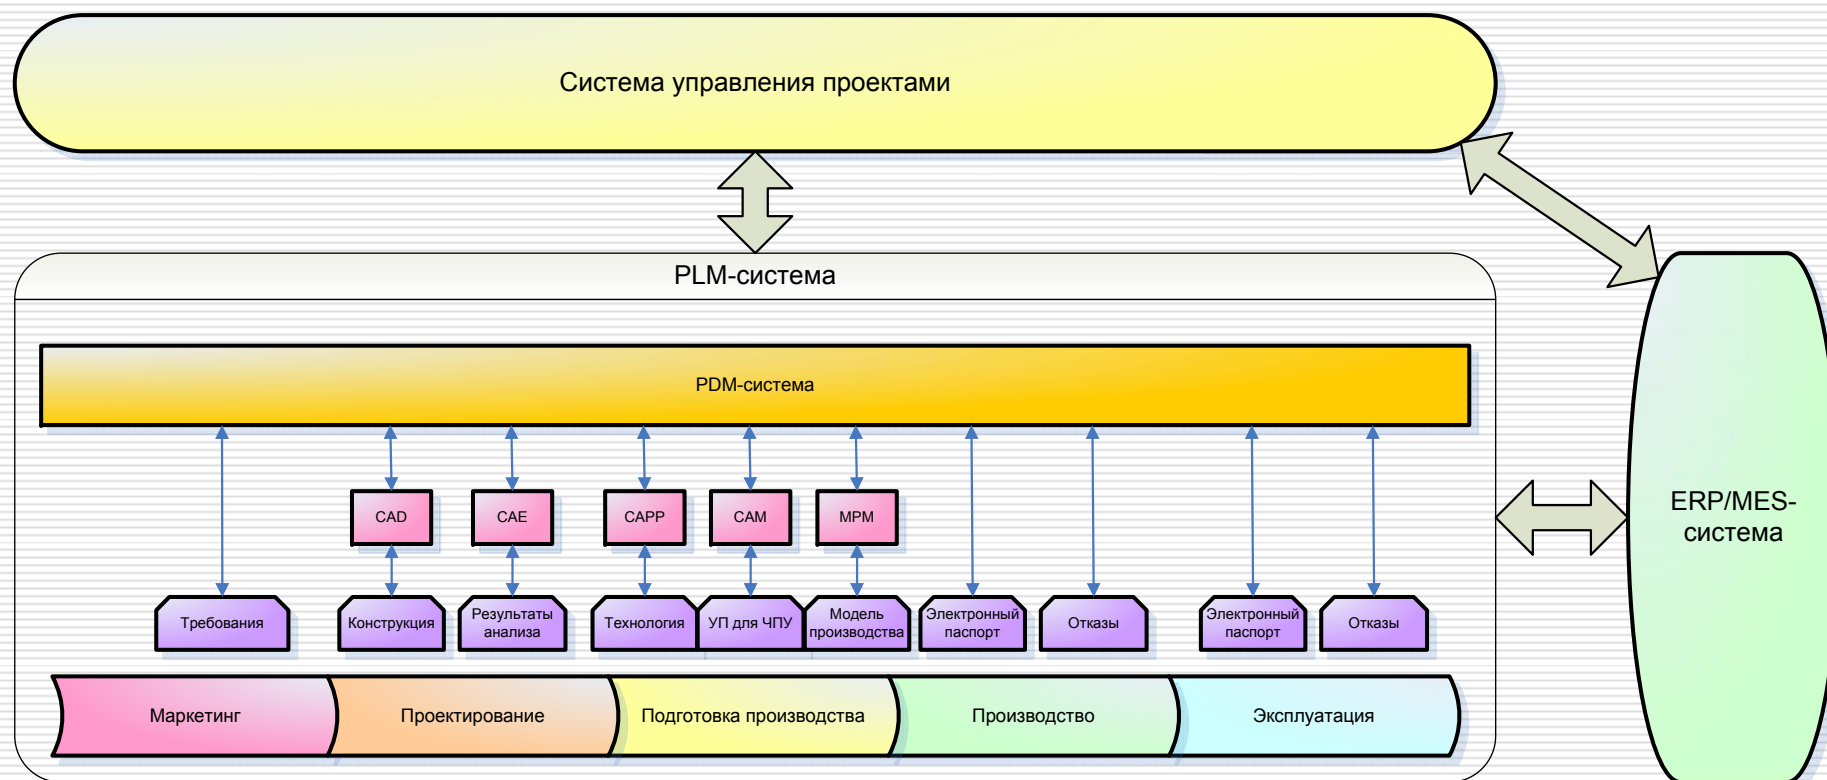 Система управления проектами
PLM-система
PDM-система
CAD
CAE
CAPP
CAM
MPM
ERP/MES-
система
Требования
Конструкция
Результаты
анализа
Технология
УП для ЧПУ
Модель
производства
Электронный
паспорт
Отказы
Электронный
паспорт
Отказы
Маркетинг
Проектирование
Подготовка производства
Производство
Эксплуатация